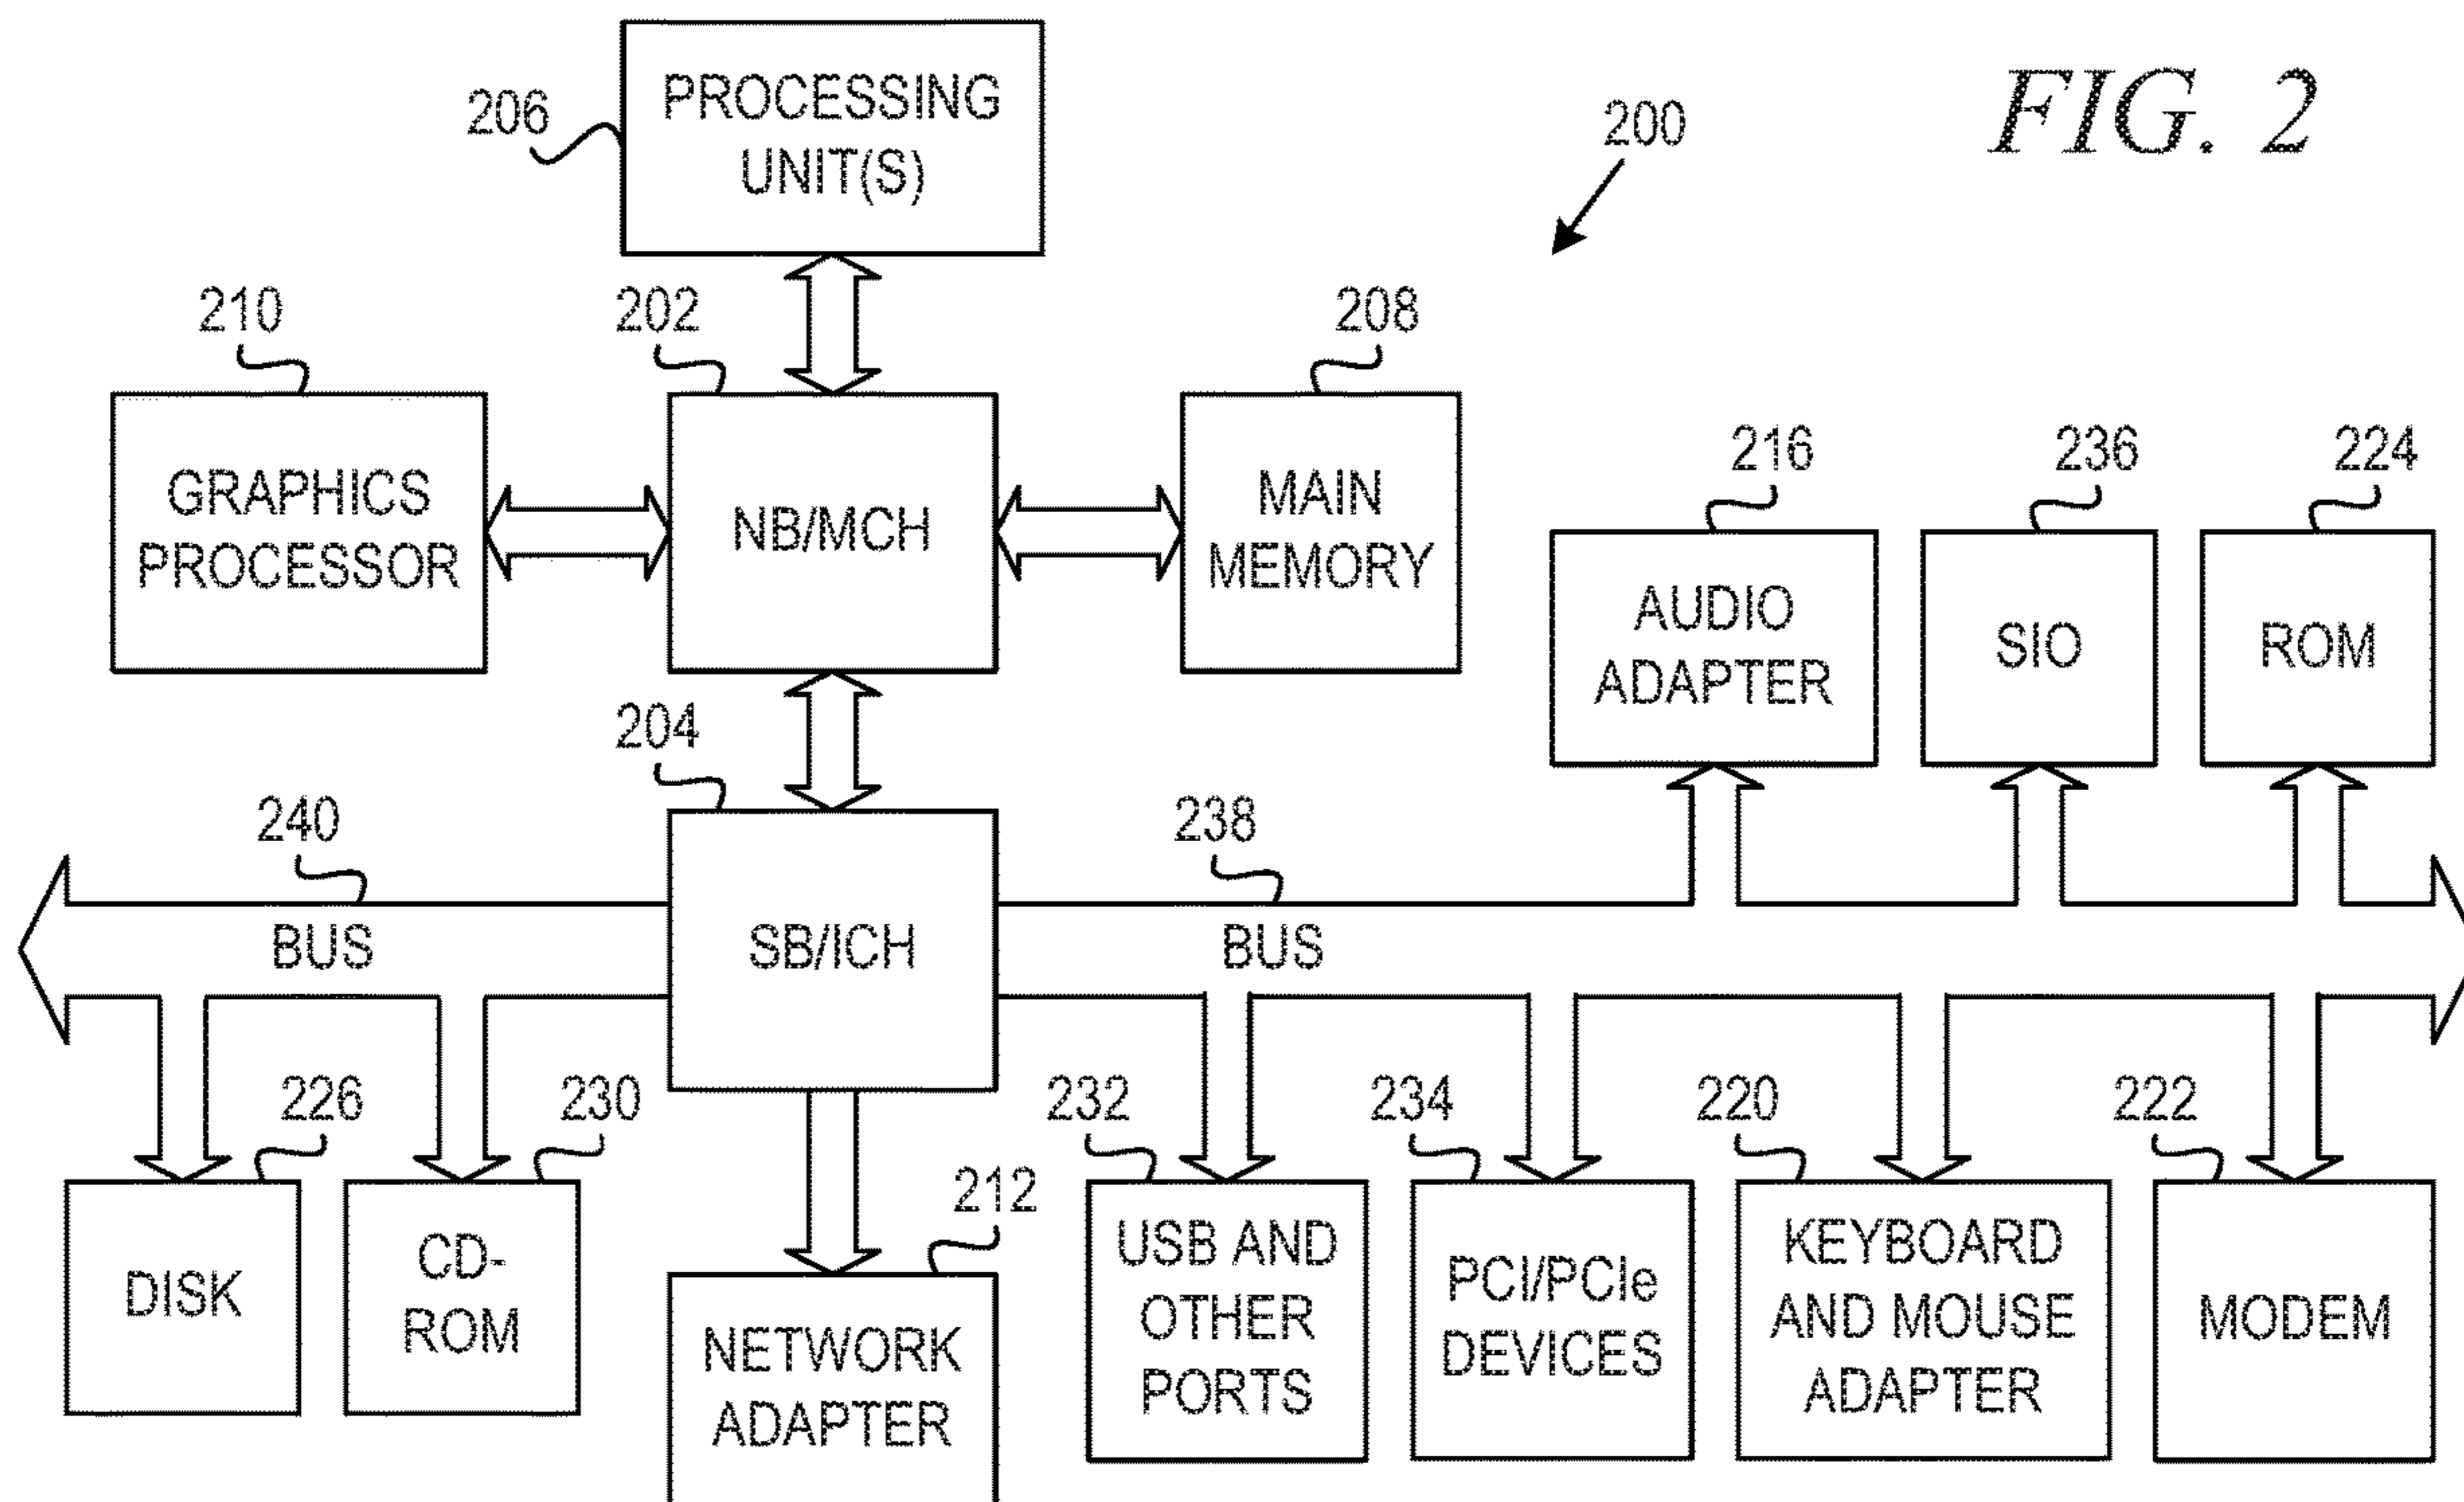 FIG. 2
200
206
PROCESSING
UNIT(S)
210
202
208
GRAPHICS
PROCESSOR
NB/MCH
MAIN
MEMORY
216
236
224
AUDIO
ADAPTER
SIO
ROM
204
240
238
BUS
SB/ICH
BUS
226
230
232
234
220
222
212
DISK
CD-
ROM
NETWORK
ADAPTER
USB AND
OTHER
PORTS
PCI/PCIe
DEVICES
KEYBOARD
AND MOUSE
ADAPTER
MODEM